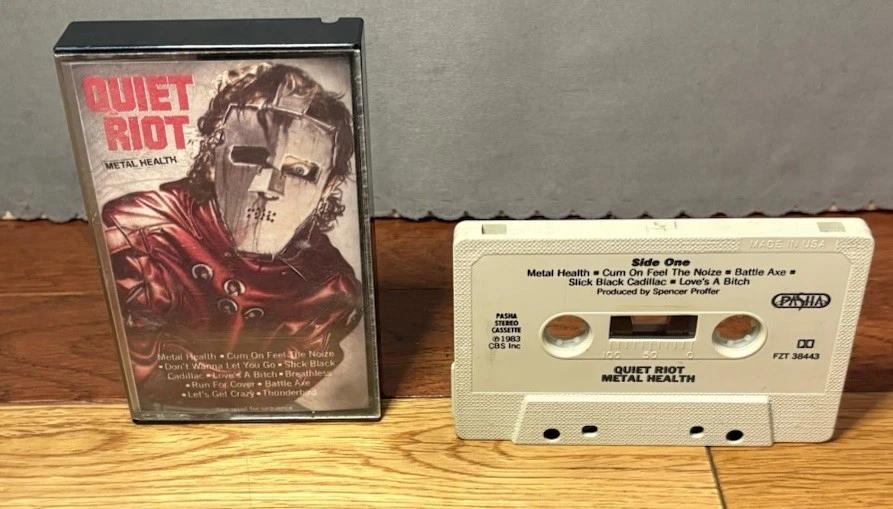 QUIET
RIOT
METAL HEALTH
Metal Health • Cum On Feel The Noize
• Don't Wanna Let You Go • Slick Black
Cadillac • Love's A Bitch • Breathless
• Run For Cover • Battle Axe
• Let's Get Crazy • Thunderbird
MADE IN USA
Side One
Metal Health ■ Cum On Feel The Noize ■ Battle Axe ■
Slick Black Cadillac ■ Love's A Bitch
Produced by Spencer Proffer
PASHA
STEREO
CASSETTE
℗ 1983
CBS Inc
PASHA
FZT 38443
100 50 0
QUIET RIOT
METAL HEALTH